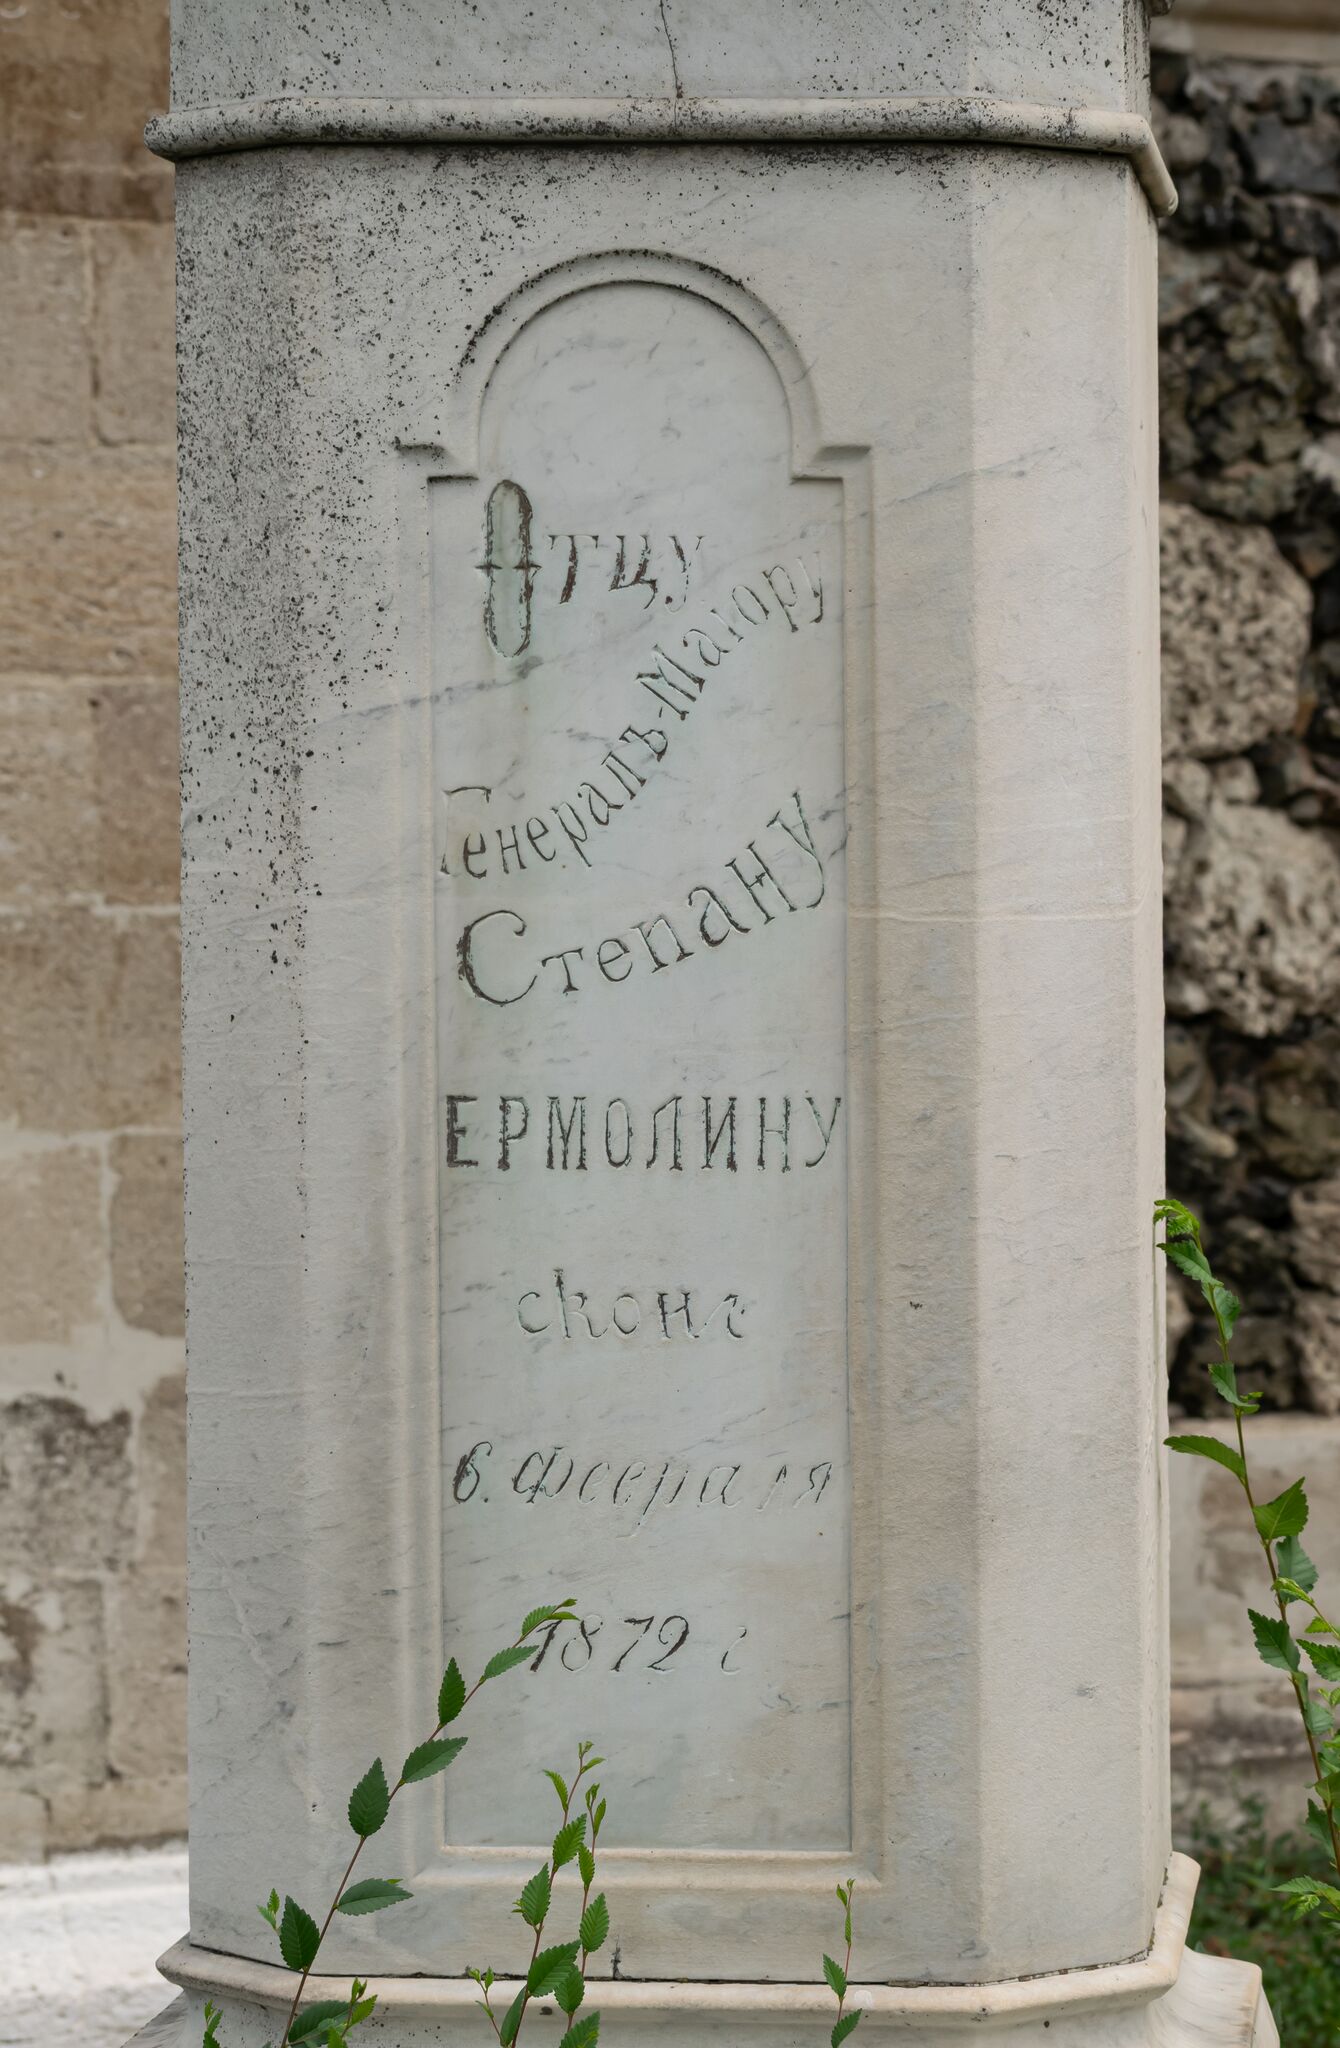 Отцу
Генералъ-Маіору
Степану
ЕРМОЛИНУ
сконч
6. Февраля
1872 г